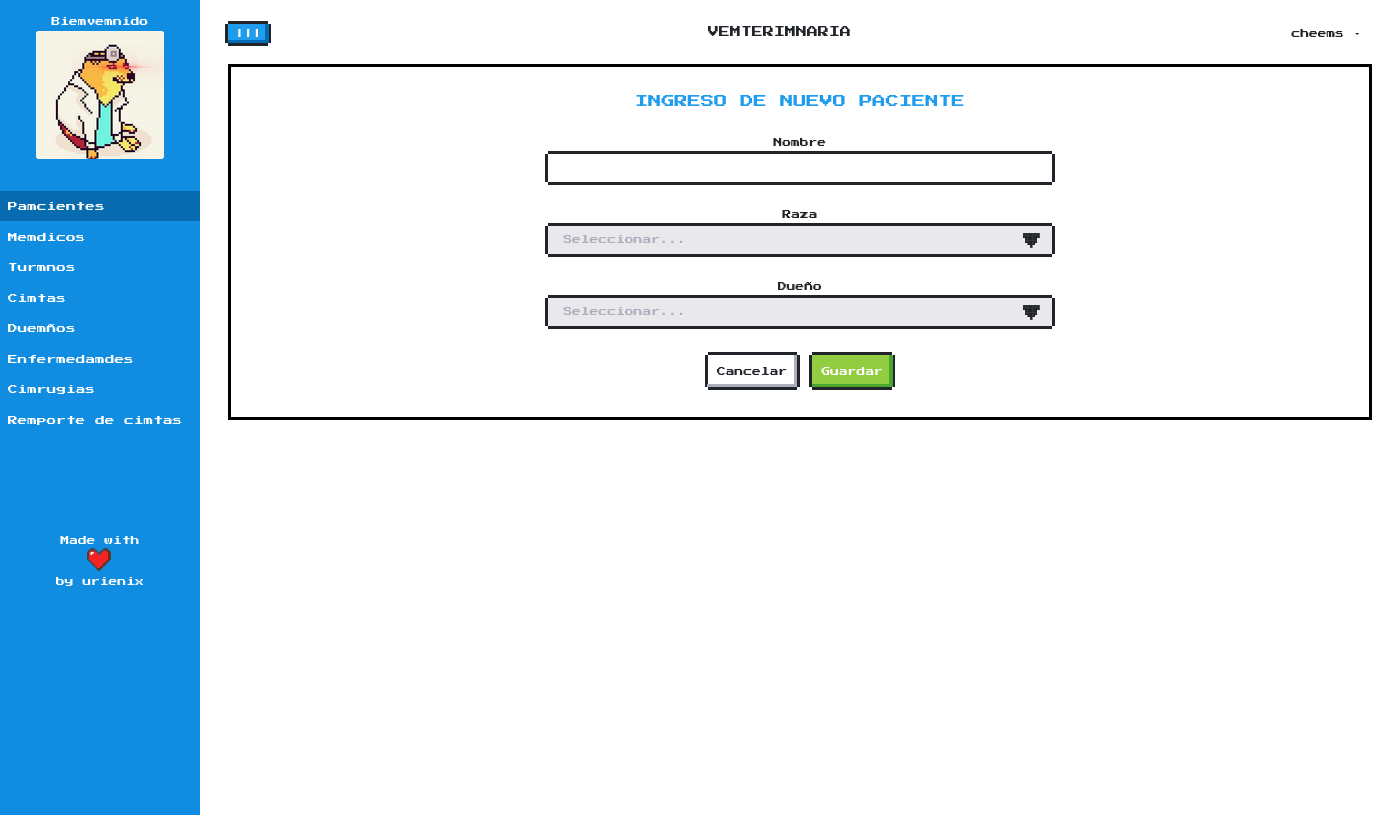 Biemvemnido
Pamcientes
Memdicos
Turmnos
Cimtas
Duemños
Enfermedamdes
Cimrugias
Remporte de cimtas
Made with
by urienix
VEMTERIMNARIA
cheems
INGRESO DE NUEVO PACIENTE
Nombre
Raza
Seleccionar...
Dueño
Seleccionar...
Cancelar
Guardar